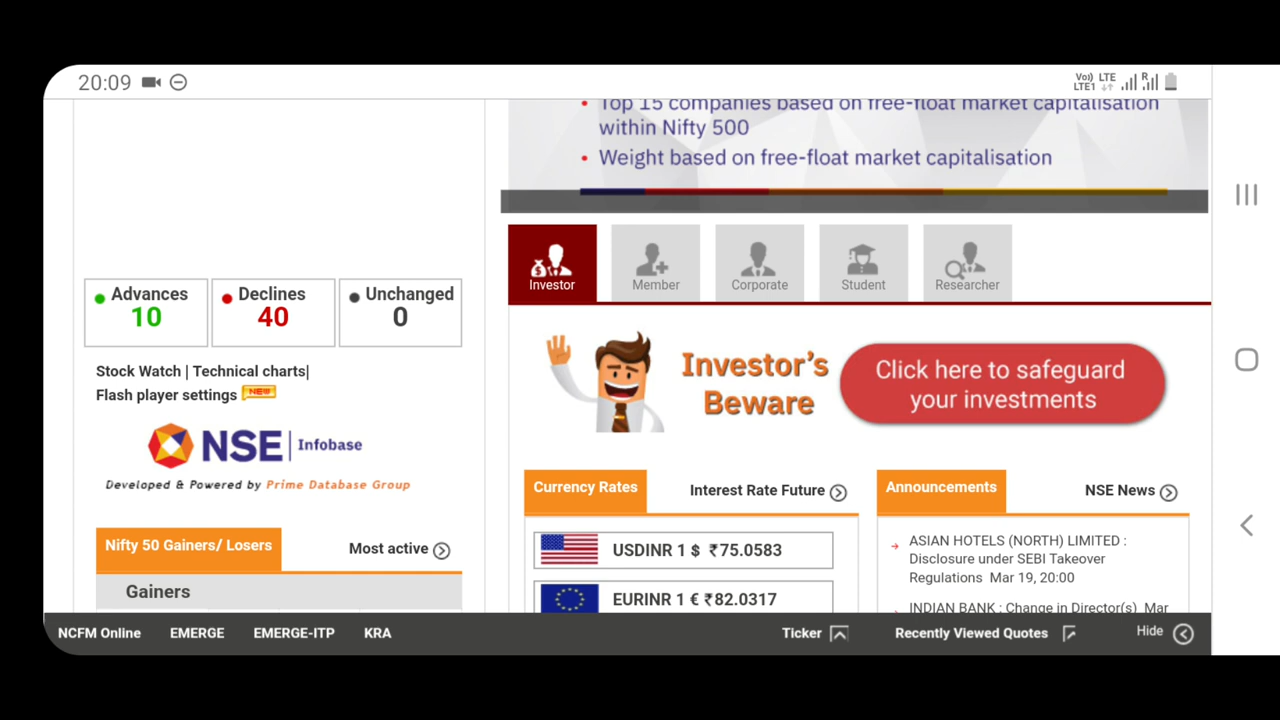 20:09
Vo)) LTE
LTE1
R
Top 15 companies based on free-float market capitalisation
within Nifty 500
Weight based on free-float market capitalisation
Advances
10
Declines
40
Unchanged
0
Stock Watch | Technical charts|
Flash player settings NEW
NSE | Infobase
Developed & Powered by Prime Database Group
Nifty 50 Gainers/ Losers
Most active
Gainers
Investor
Member
Corporate
Student
Researcher
Investor's
Beware
Click here to safeguard
your investments
Currency Rates
Interest Rate Future
USDINR 1 $ ₹75.0583
EURINR 1 € ₹82.0317
Announcements
NSE News
ASIAN HOTELS (NORTH) LIMITED :
Disclosure under SEBI Takeover
Regulations Mar 19, 20:00
INDIAN BANK : Change in Director(s) Mar
NCFM Online
EMERGE
EMERGE-ITP
KRA
Ticker
Recently Viewed Quotes
Hide